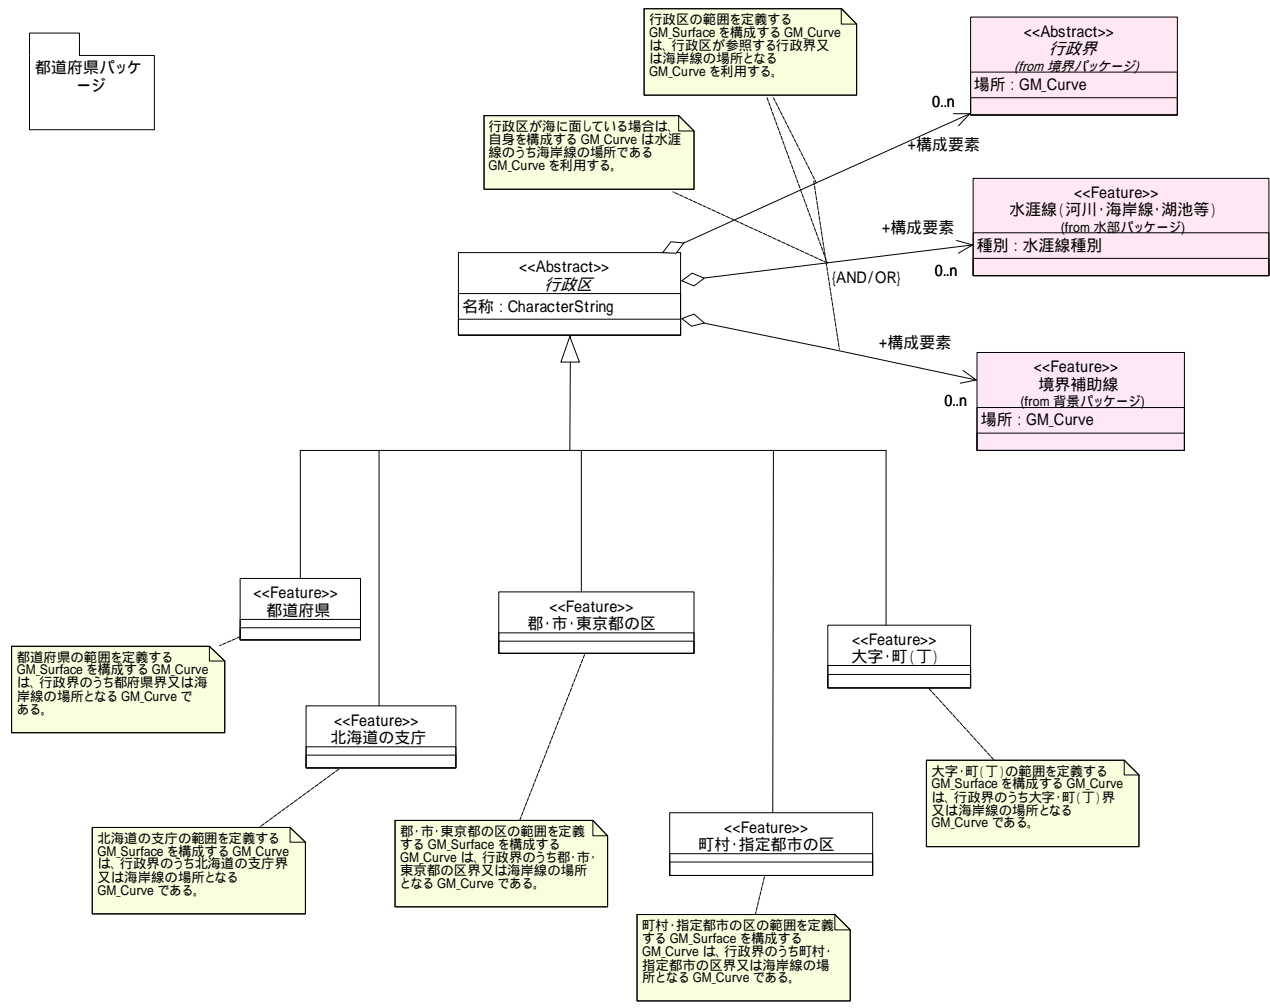 都道府県パッケ
ージ
行政区の範囲を定義する
GM_Surface を構成する GM_Curve
は、行政区が参照する行政界又
は海岸線の場所となる
GM_Curve を利用する。
<<Abstract>>
行政界
(from 境界パッケージ)
場所 : GM_Curve
0..n
+構成要素
行政区が海に面している場合は、
自身を構成する GM_Curve は水涯
線のうち海岸線の場所である
GM_Curve を利用する。
<<Feature>>
水涯線(河川・海岸線・湖池等)
(from 水部パッケージ)
種別 : 水涯線種別
+構成要素
0..n
{AND/OR}
<<Abstract>>
行政区
名称 : CharacterString
+構成要素
0..n
<<Feature>>
境界補助線
(from 背景パッケージ)
場所 : GM_Curve
<<Feature>>
都道府県
都道府県の範囲を定義する
GM_Surface を構成する GM_Curve
は、行政界のうち都府県界又は海
岸線の場所となる GM_Curve で
ある。
<<Feature>>
北海道の支庁
北海道の支庁の範囲を定義する
GM_Surface を構成する GM_Curve
は、行政界のうち北海道の支庁界
又は海岸線の場所となる
GM_Curve である。
<<Feature>>
郡・市・東京都の区
郡・市・東京都の区の範囲を定義
する GM_Surface を構成する
GM_Curve は、行政界のうち郡・市・
東京都の区界又は海岸線の場所
となる GM_Curve である。
<<Feature>>
町村・指定都市の区
町村・指定都市の区の範囲を定義
する GM_Surface を構成する
GM_Curve は、行政界のうち町村・
指定都市の区界又は海岸線の場
所となる GM_Curve である。
<<Feature>>
大字・町(丁)
大字・町(丁)の範囲を定義する
GM_Surface を構成する GM_Curve
は、行政界のうち大字・町(丁)界
又は海岸線の場所となる
GM_Curve である。